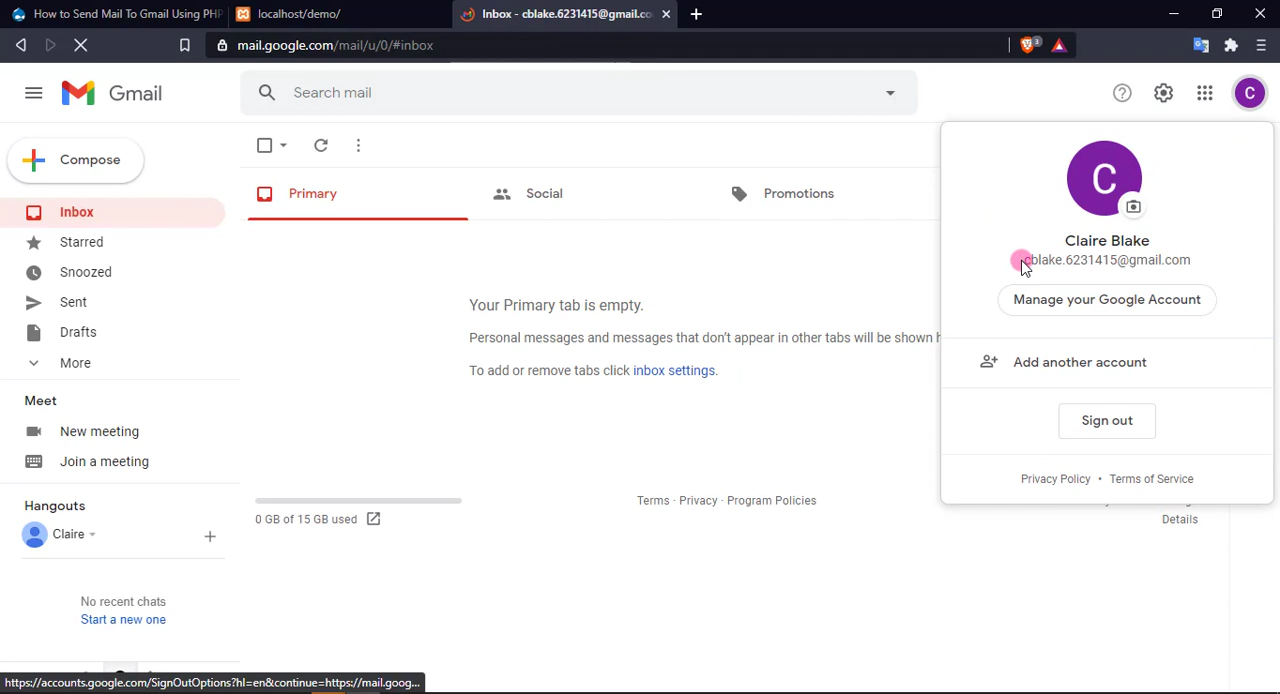 How to Send Mail To Gmail Using PHP
localhost/demo/
Inbox - cblake.6231415@gmail.co
mail.google.com/mail/u/0/#inbox
3
Gmail
Search mail
C
Compose
Inbox
Starred
Snoozed
Sent
Drafts
More
Meet
New meeting
Join a meeting
Hangouts
Claire
No recent chats
Start a new one
Primary
Social
Promotions
Your Primary tab is empty.
Personal messages and messages that don't appear in other tabs will be shown
To add or remove tabs click inbox settings.
0 GB of 15 GB used
Terms · Privacy · Program Policies
Details
C
Claire Blake
cblake.6231415@gmail.com
Manage your Google Account
Add another account
Sign out
Privacy Policy • Terms of Service
https://accounts.google.com/SignOutOptions?hl=en&continue=https://mail.goog...